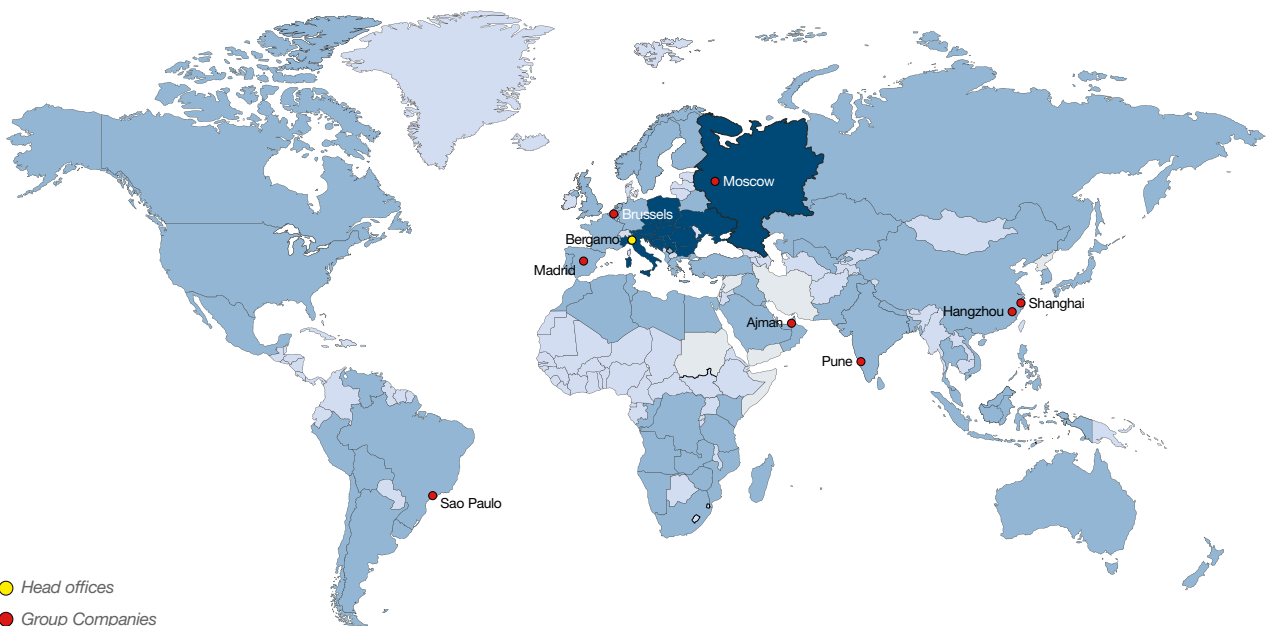 Moscow
Brussels
Bergamo
Madrid
Shanghai
Hangzhou
Ajman
Pune
Sao Paulo
Head offices
Group Companies